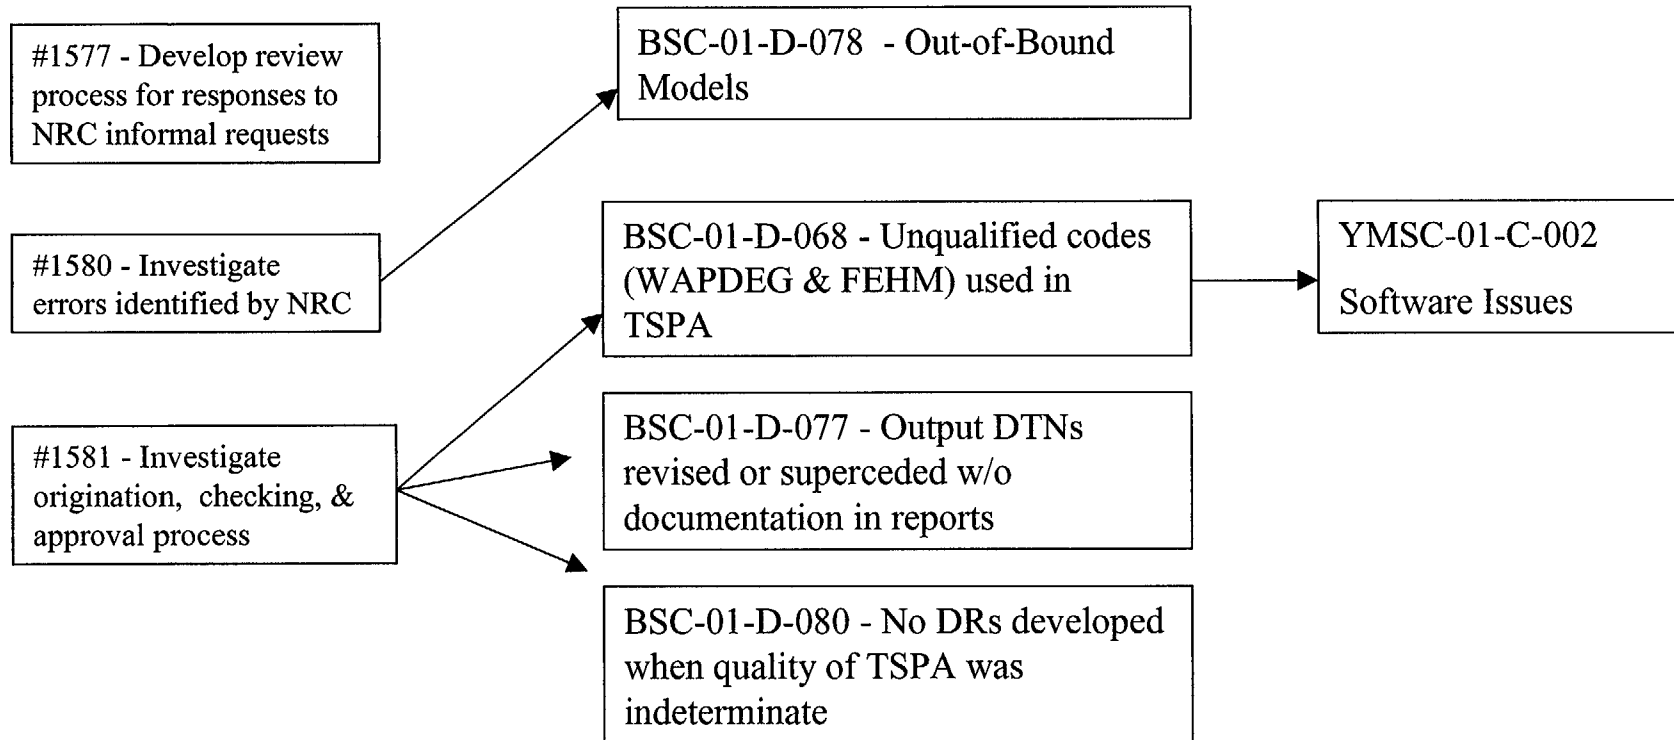 #1577 - Develop review
process for responses to
NRC informal requests
#1580 - Investigate
errors identified by NRC
#1581 - Investigate
origination, checking, &
approval process
BSC-01-D-078 - Out-of-Bound
Models
BSC-01-D-068 - Unqualified codes
(WAPDEG & FEHM) used in
TSPA
BSC-01-D-077 - Output DTNs
revised or superceded w/o
documentation in reports
BSC-01-D-080 - No DRs developed
when quality of TSPA was
indeterminate
YMSC-01-C-002
Software Issues